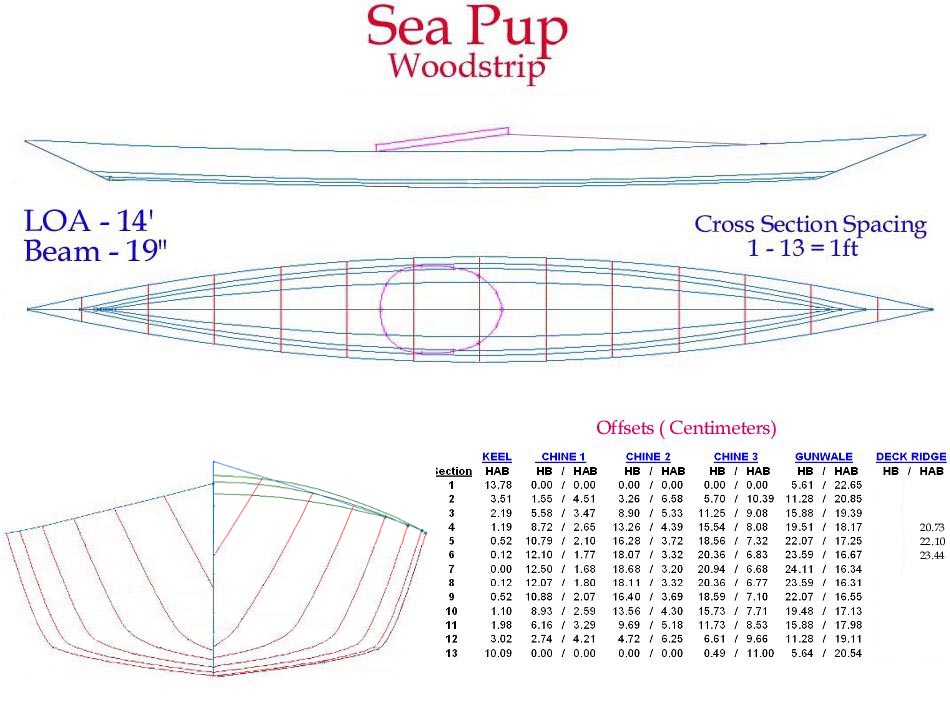 Sea Pup
Woodstrip
LOA - 14'
Beam - 19"
Cross Section Spacing
1 - 13 = 1ft
Offsets ( Centimeters)
KEEL CHINE 1 CHINE 2 CHINE 3 GUNWALE DECK RIDGE
Section HAB HB / HAB HB / HAB HB / HAB HB / HAB HB / HAB
1 13.78 0.00 / 0.00 0.00 / 0.00 0.00 / 0.00 5.61 / 22.65
2 3.51 1.55 / 4.51 3.26 / 6.58 5.70 / 10.39 11.28 / 20.85
3 2.19 5.58 / 3.47 8.90 / 5.33 11.25 / 9.08 15.88 / 19.39
4 1.19 8.72 / 2.65 13.26 / 4.39 15.54 / 8.08 19.51 / 18.17 20.73
5 0.52 10.79 / 2.10 16.28 / 3.72 18.56 / 7.32 22.07 / 17.25 22.10
6 0.12 12.10 / 1.77 18.07 / 3.32 20.36 / 6.83 23.59 / 16.67 23.44
7 0.00 12.50 / 1.68 18.68 / 3.20 20.94 / 6.68 24.11 / 16.34
8 0.12 12.07 / 1.80 18.11 / 3.32 20.36 / 6.77 23.59 / 16.31
9 0.52 10.88 / 2.07 16.40 / 3.69 18.59 / 7.10 22.07 / 16.55
10 1.10 8.93 / 2.59 13.56 / 4.30 15.73 / 7.71 19.48 / 17.13
11 1.98 6.16 / 3.29 9.69 / 5.18 11.73 / 8.53 15.88 / 17.98
12 3.02 2.74 / 4.21 4.72 / 6.25 6.61 / 9.66 11.28 / 19.11
13 10.09 0.00 / 0.00 0.00 / 0.00 0.49 / 11.00 5.64 / 20.54